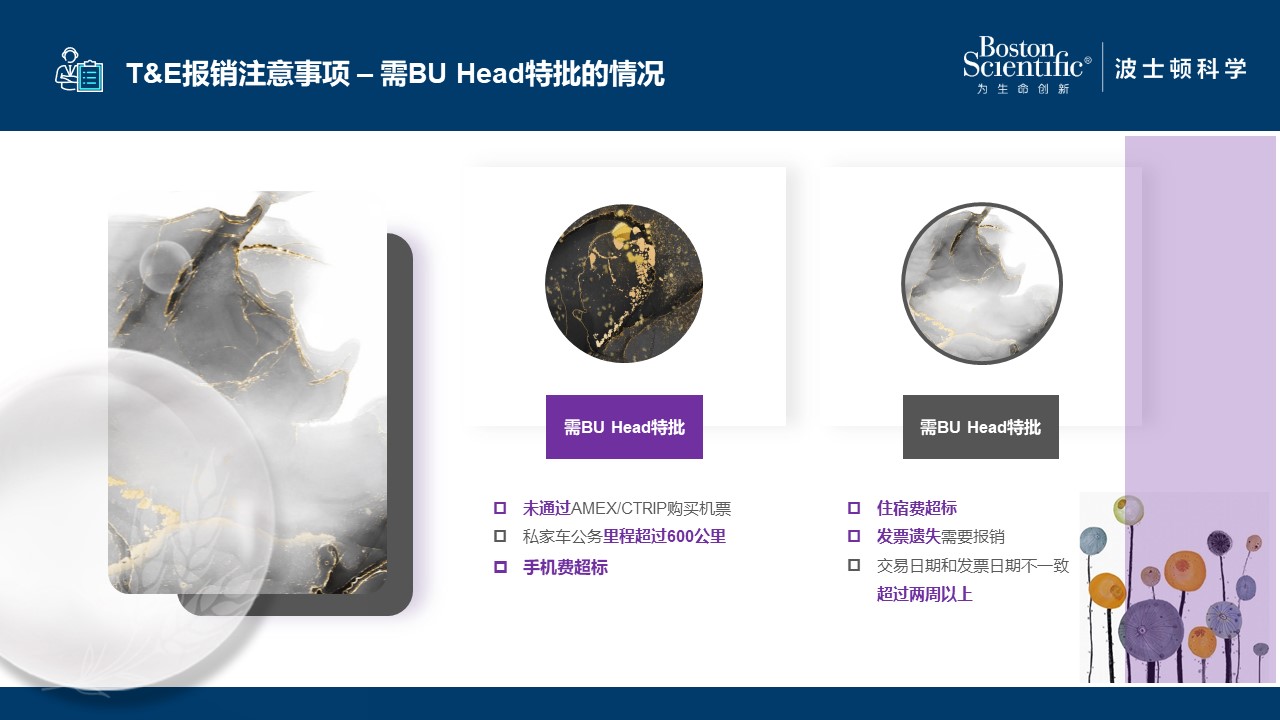 T&E报销注意事项 – 需BU Head特批的情况
Boston
Scientific®
为生命创新
波士顿科学
需BU Head特批
未通过AMEX/CTRIP购买机票
私家车公务里程超过600公里
手机费超标
需BU Head特批
住宿费超标
发票遗失需要报销
交易日期和发票日期不一致
超过两周以上